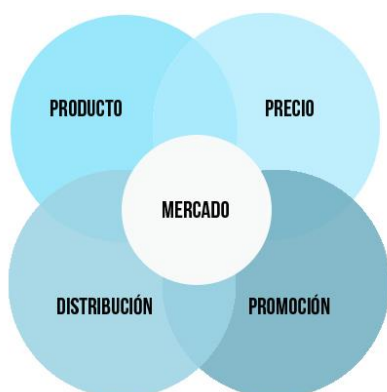 PRODUCTO
PRECIO
MERCADO
DISTRIBUCIÓN
PROMOCIÓN